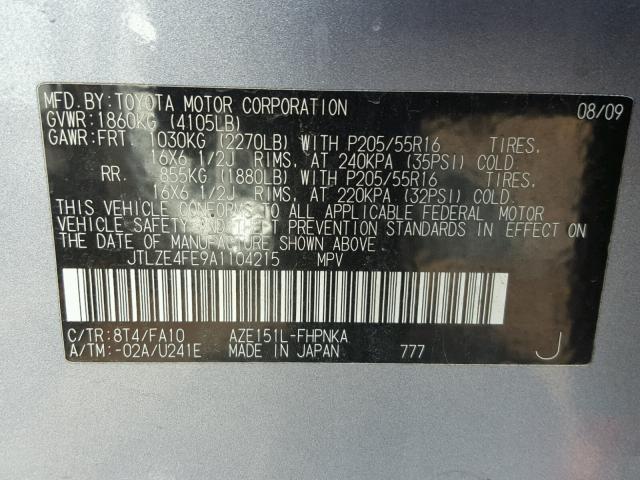 MFD.BY:TOYOTA MOTOR CORPORATION 08/09
GVWR:1860KG (4105LB)
GAWR:FRT. 1030KG (2270LB) WITH P205/55R16 TIRES,
16X6 1/2J RIMS, AT 240KPA (35PSI) COLD
RR. 855KG (1880LB) WITH P205/55R16 TIRES,
16X6 1/2J RIMS, AT 220KPA (32PSI) COLD.
THIS VEHICLE CONFORMS TO ALL APPLICABLE FEDERAL MOTOR
VEHICLE SAFETY AND THEFT PREVENTION STANDARDS IN EFFECT ON
THE DATE OF MANUFACTURE SHOWN ABOVE.
JTLZE4FE9A1104215 MPV
C/TR:8T4/FA10 AZE151L-FHPNKA
A/TM:-02A/U241E MADE IN JAPAN 777 J